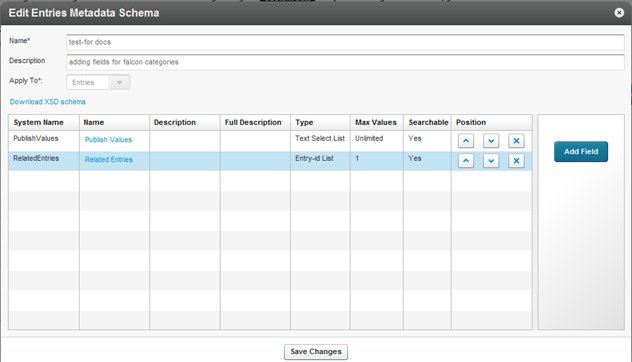 Edit Entries Metadata Schema
Name* test-for docs
Description adding fields for falcon categories
Apply To*: Entries
Download XSD schema
System Name Name Description Full Description Type Max Values Searchable Position
PublishValues Publish Values Text Select List Unlimited Yes
RelatedEntries Related Entries Entry-id List 1 Yes
Add Field
Save Changes